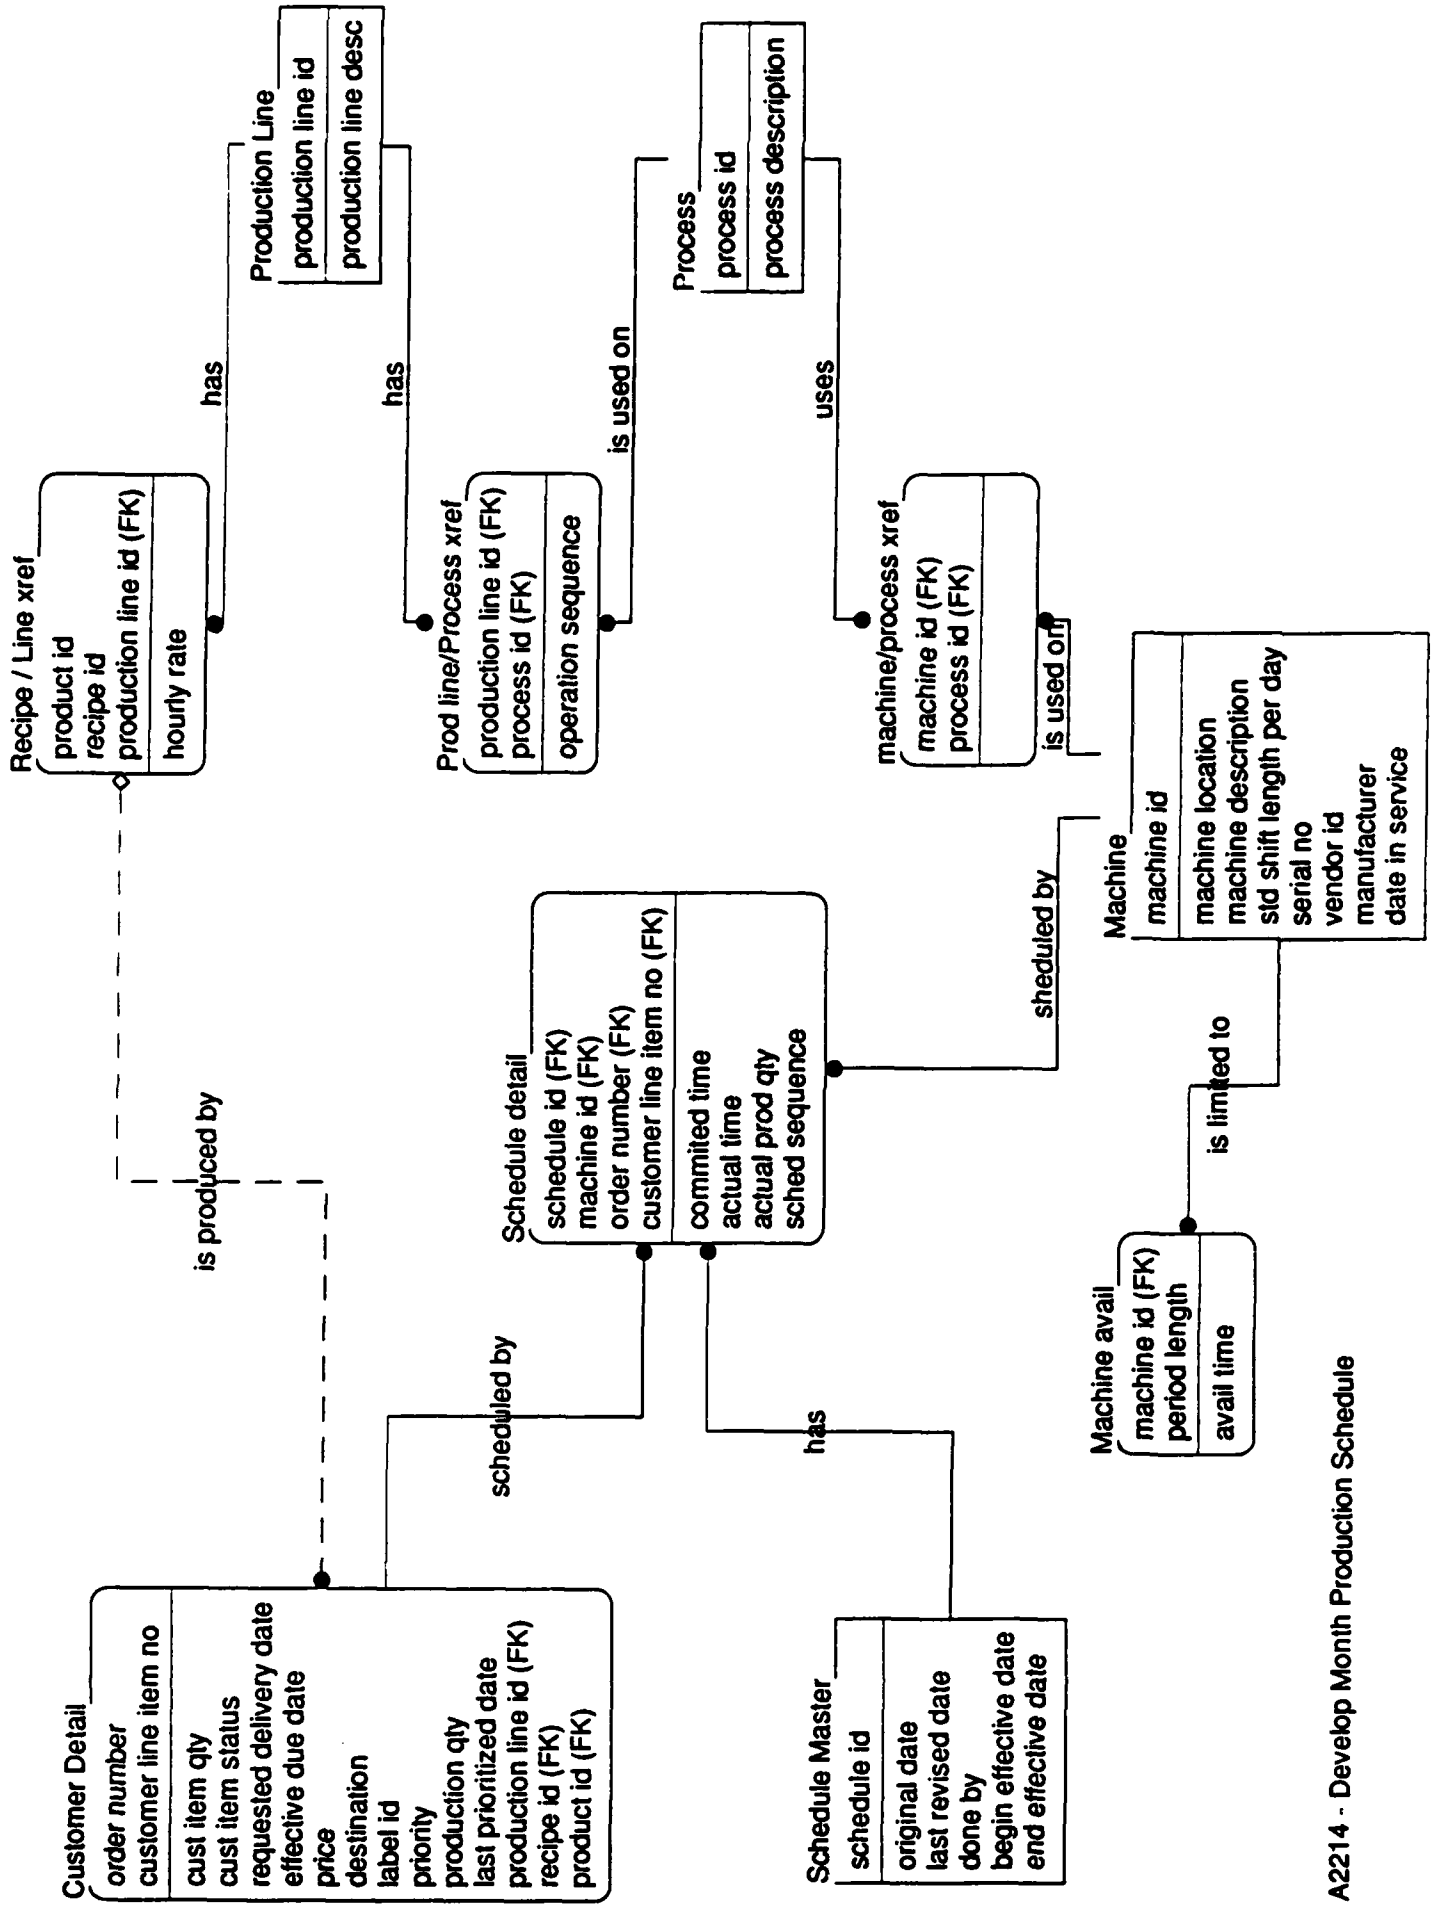 Customer Detail
order number
customer line item no
cust item qty
cust item status
requested delivery date
effective due date
price
destination
label id
priority
production qty
last prioritized date
production line id (FK)
recipe id (FK)
product id (FK)
is produced by
Recipe / Line xref
product id
recipe id
production line id (FK)
hourly rate
has
Production Line
production line id
production line desc
has
scheduled by
Schedule detail
schedule id (FK)
machine id (FK)
order number (FK)
customer line item no (FK)
commited time
actual time
actual prod qty
sched sequence
Prod line/Process xref
production line id (FK)
process id (FK)
operation sequence
is used on
Process
process id
process description
uses
Schedule Master
schedule id
original date
last revised date
done by
begin effective date
end effective date
has
sheduled by
machine/process xref
machine id (FK)
process id (FK)
is used on
Machine avail
machine id (FK)
period length
avail time
is limited to
Machine
machine id
machine location
machine description
std shift length per day
serial no
vendor id
manufacturer
date in service
A2214 - Develop Month Production Schedule